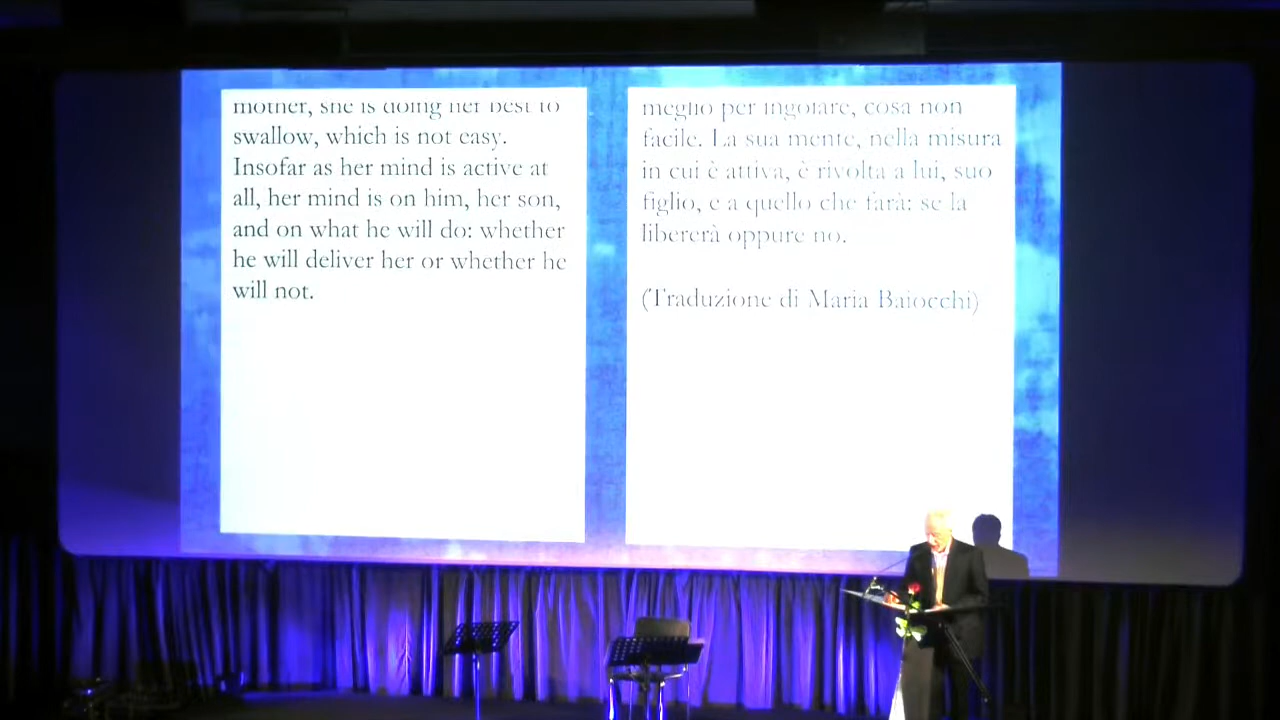 mother, she is doing her best to
swallow, which is not easy.
Insofar as her mind is active at
all, her mind is on him, her son,
and on what he will do: whether
he will deliver her or whether he
will not.
meglio per ingoiare, cosa non
facile. La sua mente, nella misura
in cui è attiva, è rivolta a lui, suo
figlio, e a quello che farà: se la
libererà oppure no.
(Traduzione di Maria Baiocchi)